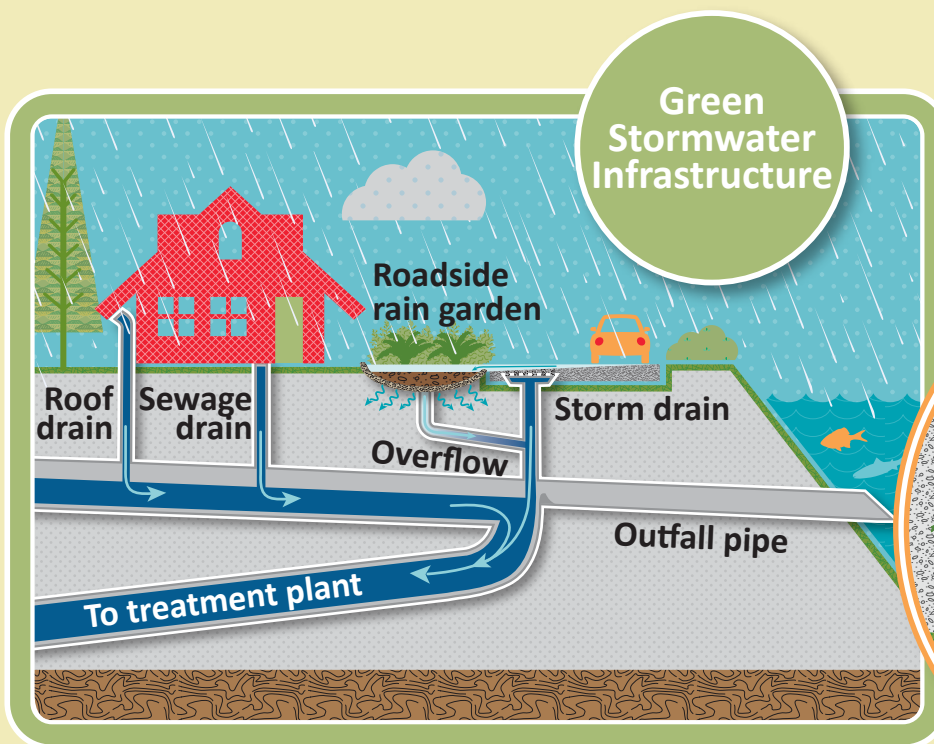 Green
Stormwater
Infrastructure
Roadside
rain garden
Roof
drain
Sewage
drain
Storm drain
Overflow
Outfall pipe
To treatment plant